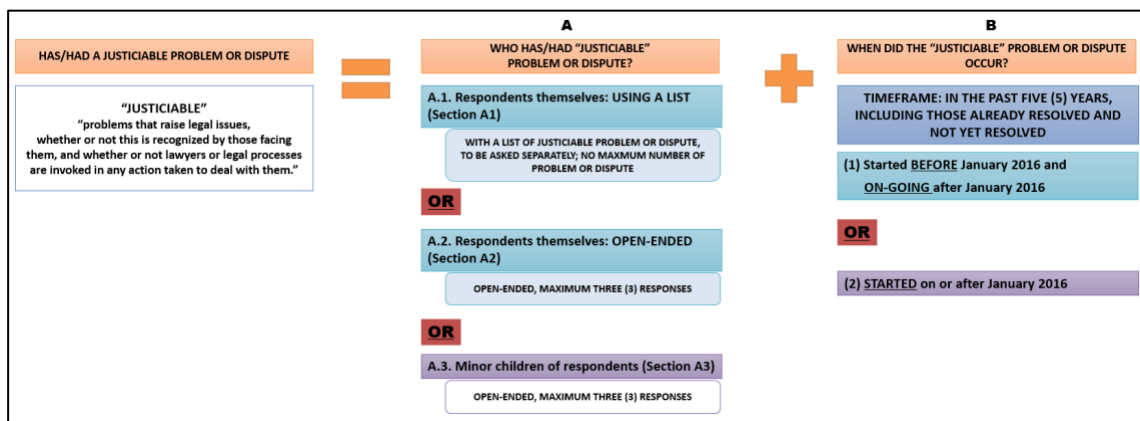 A
B
HAS/HAD A JUSTICIABLE PROBLEM OR DISPUTE
"JUSTICIABLE"
"problems that raise legal issues,
whether or not this is recognized by those facing
them, and whether or not lawyers or legal processes
are invoked in any action taken to deal with them."
WHO HAS/HAD "JUSTICIABLE"
PROBLEM OR DISPUTE?
A.1. Respondents themselves: USING A LIST
(Section A1)
WITH A LIST OF JUSTICIABLE PROBLEM OR DISPUTE,
TO BE ASKED SEPARATELY; NO MAXMUM NUMBER OF
PROBLEM OR DISPUTE
OR
A.2. Respondents themselves: OPEN-ENDED
(Section A2)
OPEN-ENDED, MAXIMUM THREE (3) RESPONSES
OR
A.3. Minor children of respondents (Section A3)
OPEN-ENDED, MAXIMUM THREE (3) RESPONSES
WHEN DID THE "JUSTICIABLE" PROBLEM OR DISPUTE
OCCUR?
TIMEFRAME: IN THE PAST FIVE (5) YEARS,
INCLUDING THOSE ALREADY RESOLVED AND
NOT YET RESOLVED
(1) Started BEFORE January 2016 and
ON-GOING after January 2016
OR
(2) STARTED on or after January 2016